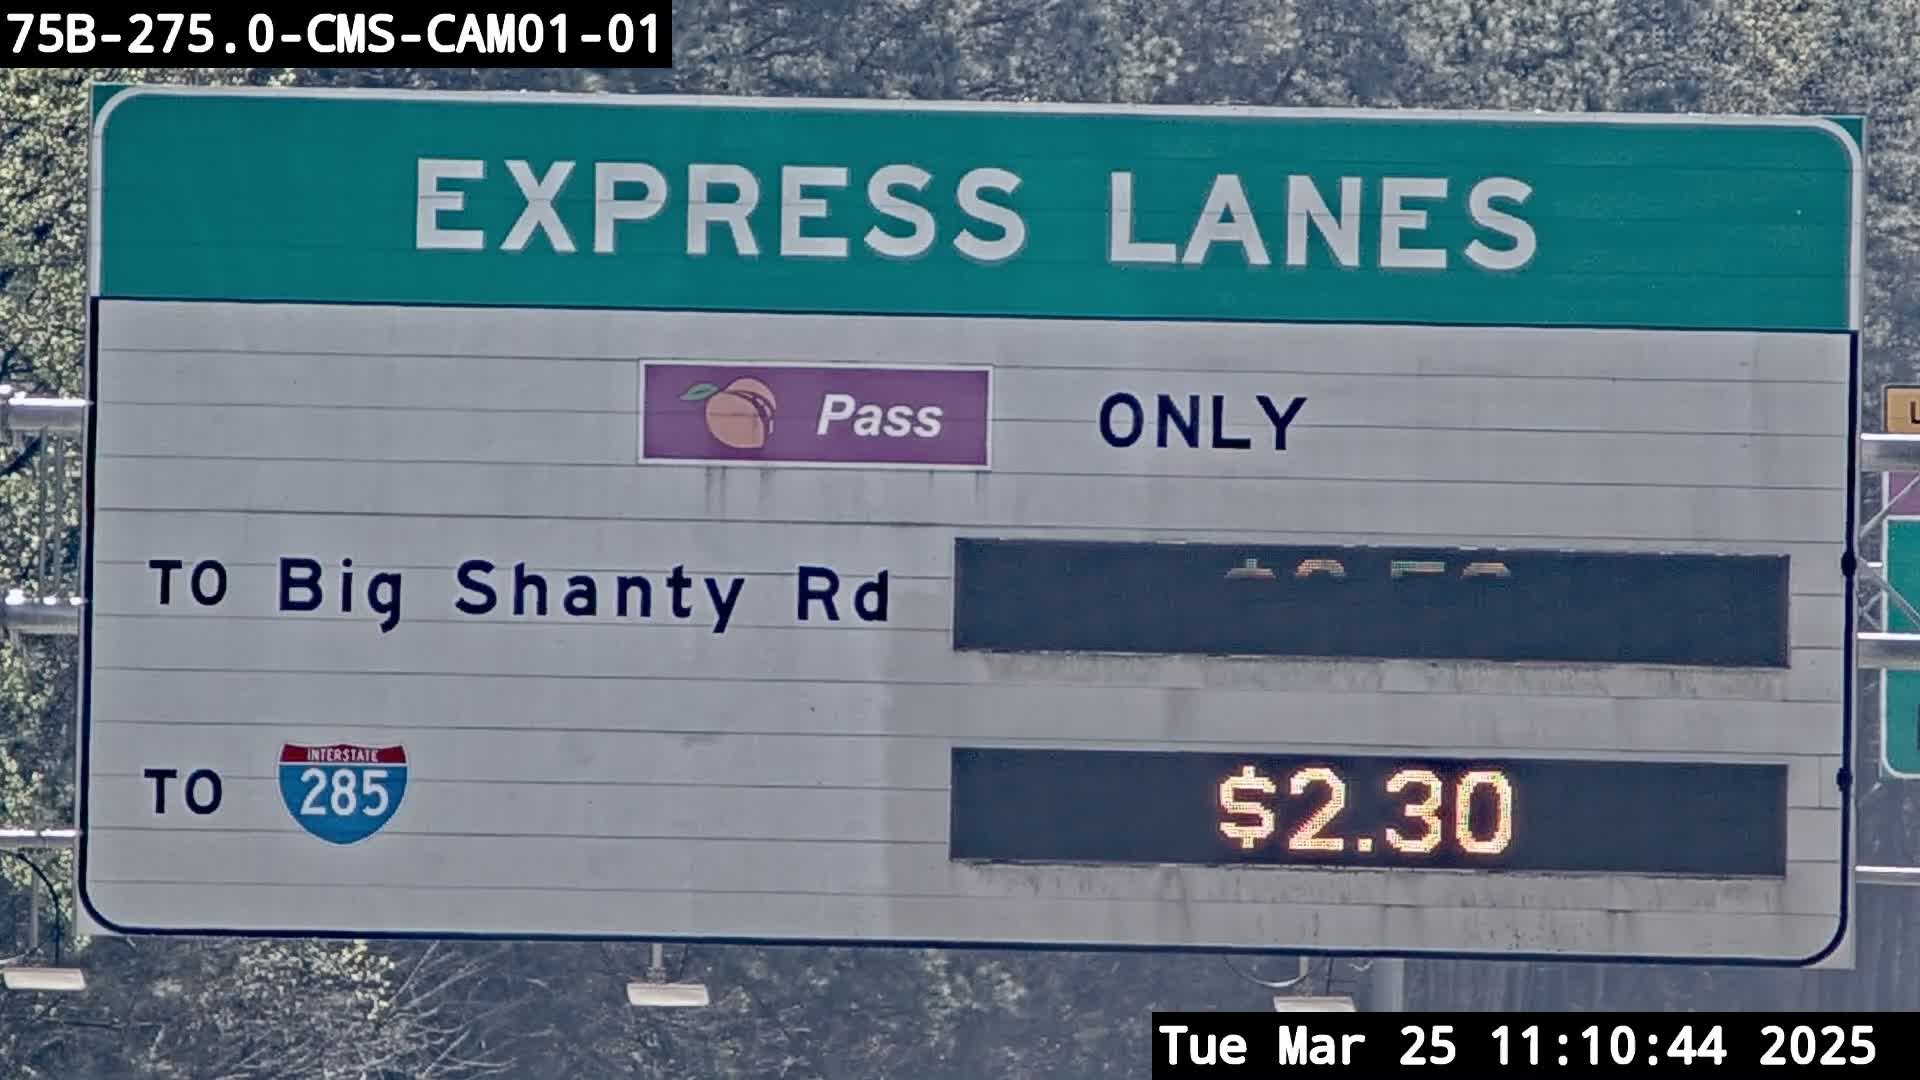 75B-275.0-CMS-CAM01-01
EXPRESS LANES
Pass ONLY
TO Big Shanty Rd
TO INTERSTATE 285 $2.30
Tue Mar 25 11:10:44 2025